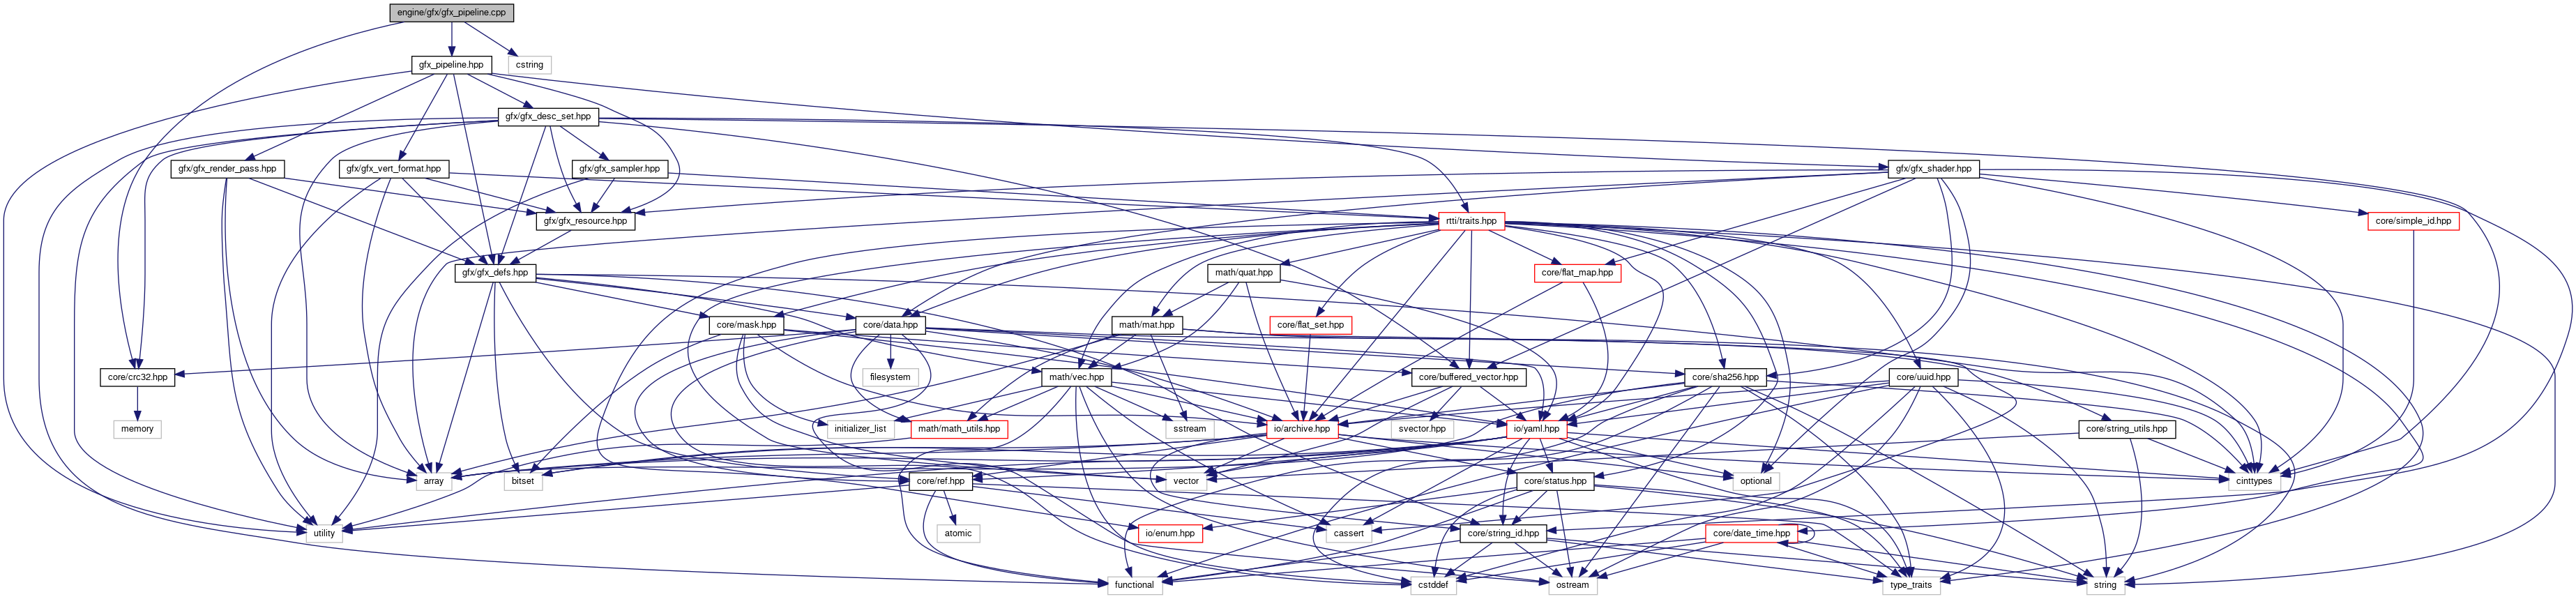 engine/gfx/gfx_pipeline.cpp
gfx_pipeline.hpp
cstring
gfx/gfx_desc_set.hpp
gfx/gfx_render_pass.hpp
gfx/gfx_vert_format.hpp
gfx/gfx_sampler.hpp
gfx/gfx_shader.hpp
gfx/gfx_resource.hpp
rtti/traits.hpp
core/simple_id.hpp
gfx/gfx_defs.hpp
math/quat.hpp
core/flat_map.hpp
core/mask.hpp
core/data.hpp
math/mat.hpp
core/flat_set.hpp
core/crc32.hpp
filesystem
math/vec.hpp
core/buffered_vector.hpp
core/sha256.hpp
core/uuid.hpp
memory
initializer_list
math/math_utils.hpp
sstream
io/archive.hpp
svector.hpp
io/yaml.hpp
core/string_utils.hpp
array
bitset
core/ref.hpp
vector
core/status.hpp
optional
cinttypes
utility
atomic
io/enum.hpp
cassert
core/string_id.hpp
core/date_time.hpp
functional
cstddef
ostream
type_traits
string